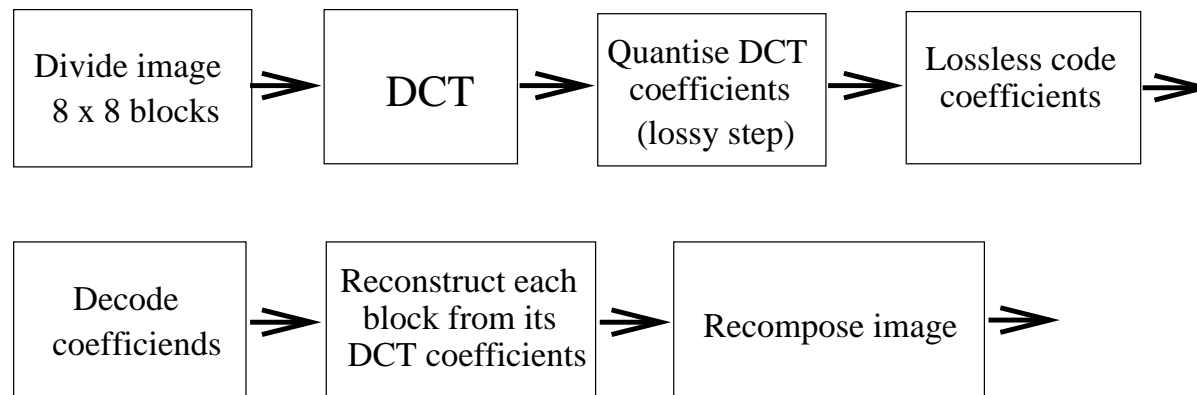 Divide image
8 x 8 blocks
DCT
Quantise DCT
coefficients
(lossy step)
Lossless code
coefficients
Decode
coefficiends
Reconstruct each
block from its
DCT coefficients
Recompose image